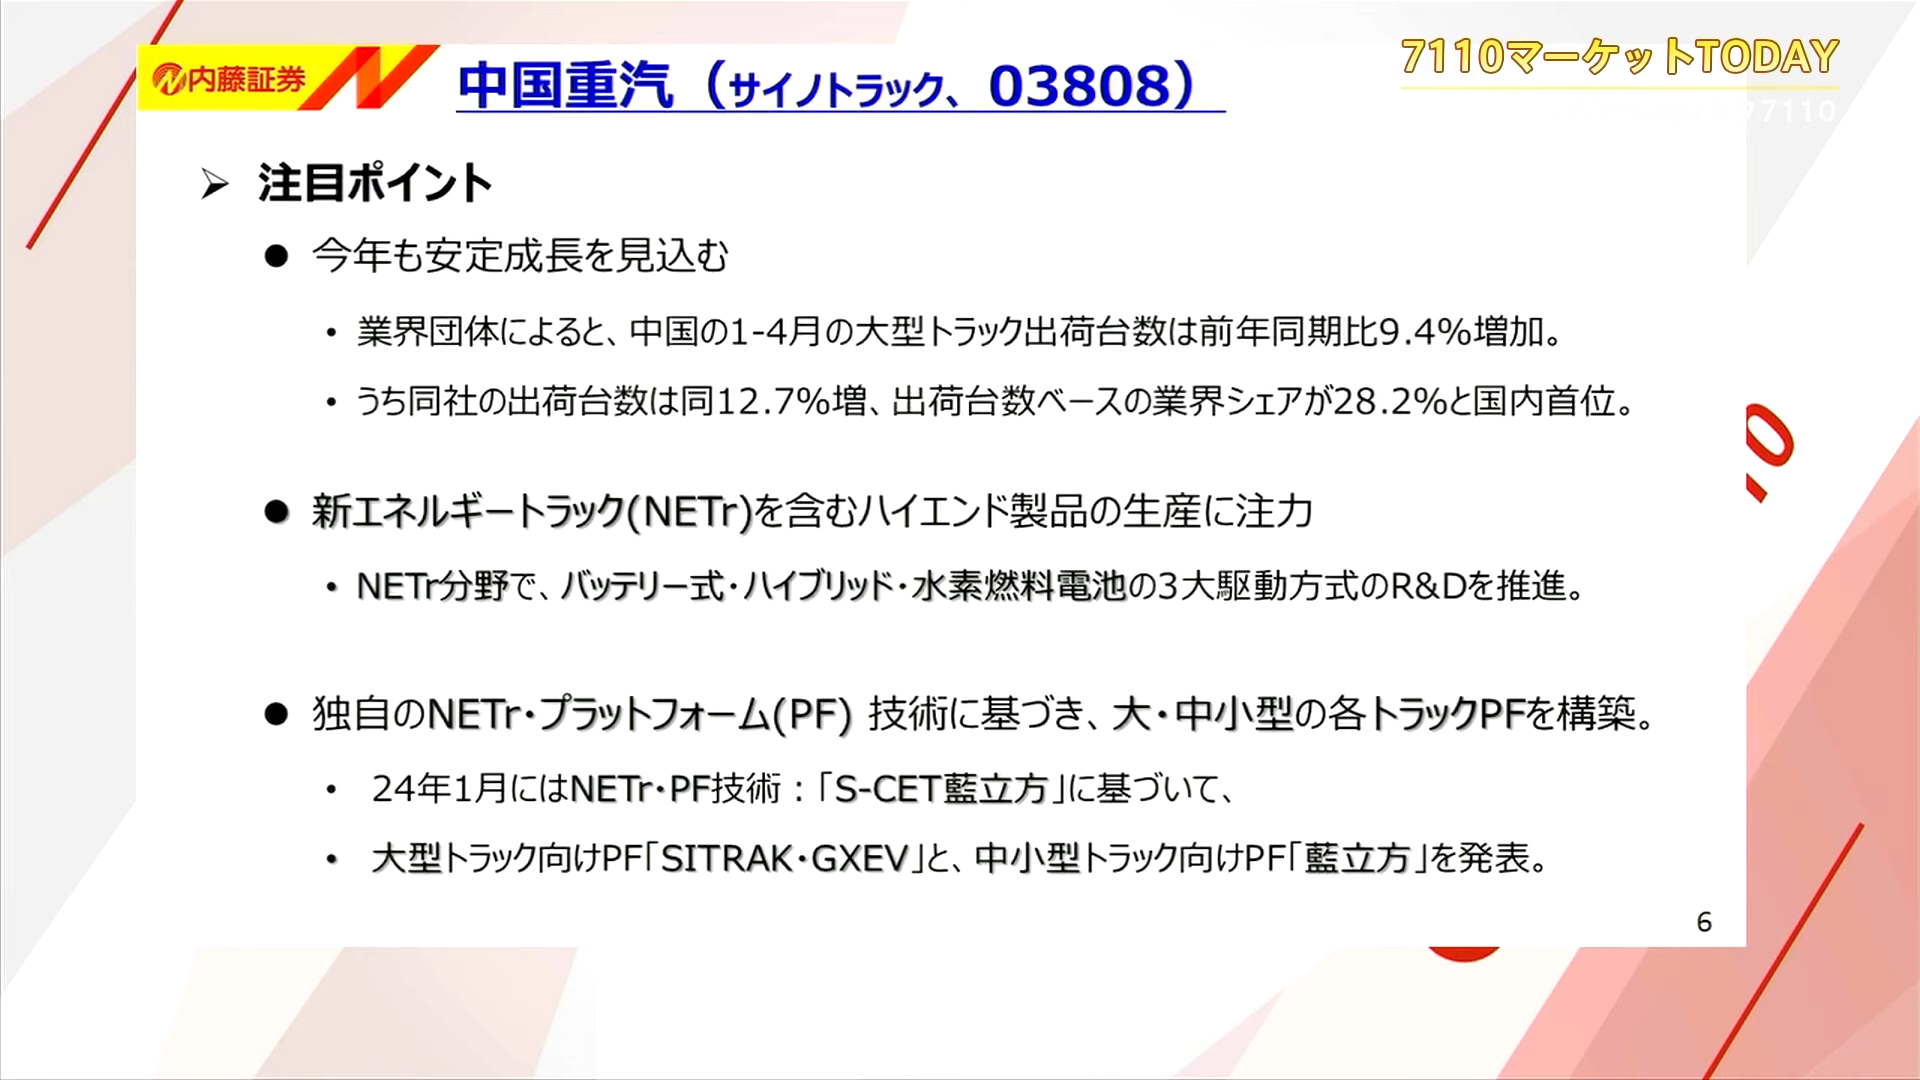 内藤証券
中国重汽（サイノトラック、03808）
7110マーケットTODAY
7110
注目ポイント
今年も安定成長を見込む
・業界団体によると、中国の1-4月の大型トラック出荷台数は前年同期比9.4%増加。
・うち同社の出荷台数は同12.7%増、出荷台数ベースの業界シェアが28.2%と国内首位。
新エネルギートラック(NETr)を含むハイエンド製品の生産に注力
・NETr分野で、バッテリー式・ハイブリッド・水素燃料電池の3大駆動方式のR&Dを推進。
独自のNETr・プラットフォーム(PF) 技術に基づき、大・中小型の各トラックPFを構築。
・24年1月にはNETr・PF技術：「S-CET藍立方」に基づいて、
・大型トラック向けPF「SITRAK・GXEV」と、中小型トラック向けPF「藍立方」を発表。
6